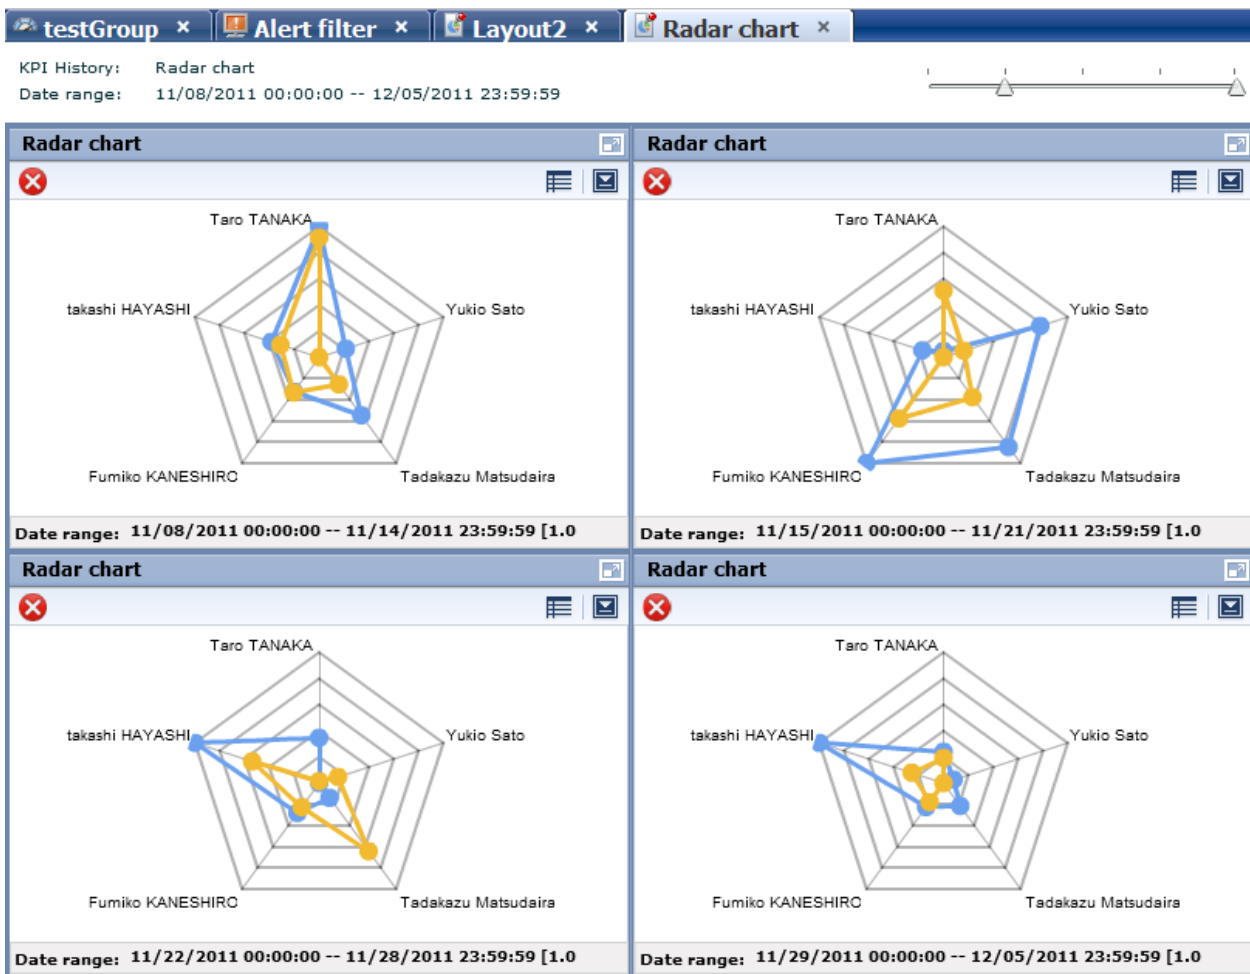 testGroup × Alert filter × Layout2 × Radar chart ×
KPI History: Radar chart
Date range: 11/08/2011 00:00:00 -- 12/05/2011 23:59:59
Radar chart
Taro TANAKA
takashi HAYASHI
Yukio Sato
Fumiko KANESHIRO
Tadakazu Matsudaira
Date range: 11/08/2011 00:00:00 -- 11/14/2011 23:59:59 [1.0
Radar chart
Taro TANAKA
takashi HAYASHI
Yukio Sato
Fumiko KANESHIRO
Tadakazu Matsudaira
Date range: 11/15/2011 00:00:00 -- 11/21/2011 23:59:59 [1.0
Radar chart
Taro TANAKA
takashi HAYASHI
Yukio Sato
Fumiko KANESHIRO
Tadakazu Matsudaira
Date range: 11/22/2011 00:00:00 -- 11/28/2011 23:59:59 [1.0
Radar chart
Taro TANAKA
takashi HAYASHI
Yukio Sato
Fumiko KANESHIRO
Tadakazu Matsudaira
Date range: 11/29/2011 00:00:00 -- 12/05/2011 23:59:59 [1.0